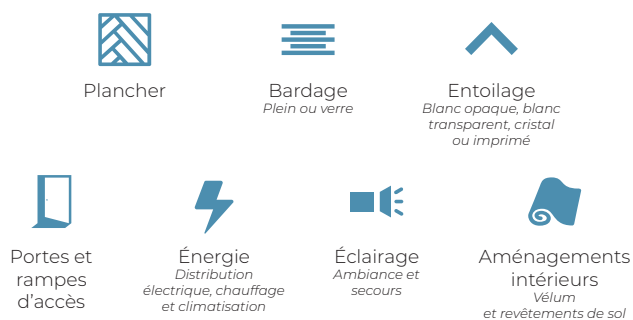 Plancher
Bardage
Plein ou verre
Entoilage
Blanc opaque, blanc
transparent, cristal
ou imprimé
Portes et
rampes
d’accès
Énergie
Distribution
électrique, chauffage
et climatisation
Éclairage
Ambiance et
secours
Aménagements
intérieurs
Vélum
et revêtements de sol